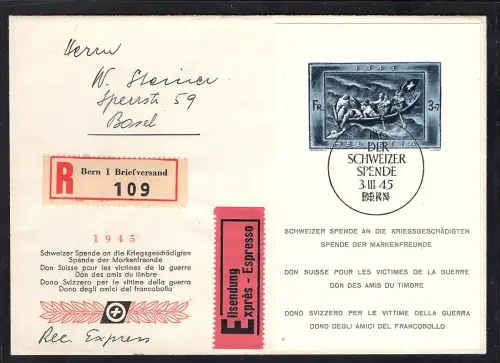 Herrn
W. Steiner
Sperrstr. 59
Basel
R
Bern 1 Briefversand
109
1945
Schweizer Spende an die Kriegsgeschädigten
Spende der Markenfreunde
Don Suisse pour les victimes de la guerre
Don des amis du timbre
Dono Svizzero per le vittime della guerra
Dono degli amici del francobollo
Rec. Express
Eilsendung
Exprès - Espresso
1945
FR. 3.-
HELVETIA
TAG
DER
SCHWEIZER
SPENDE
3.III.45
BERN
SCHWEIZER SPENDE AN DIE KRIEGSGESCHÄDIGTEN
SPENDE DER MARKENFREUNDE
DON SUISSE POUR LES VICTIMES DE LA GUERRE
DON DES AMIS DU TIMBRE
DONO SVIZZERO PER LE VITTIME DELLA GUERRA
DONO DEGLI AMICI DEL FRANCOBOLLO